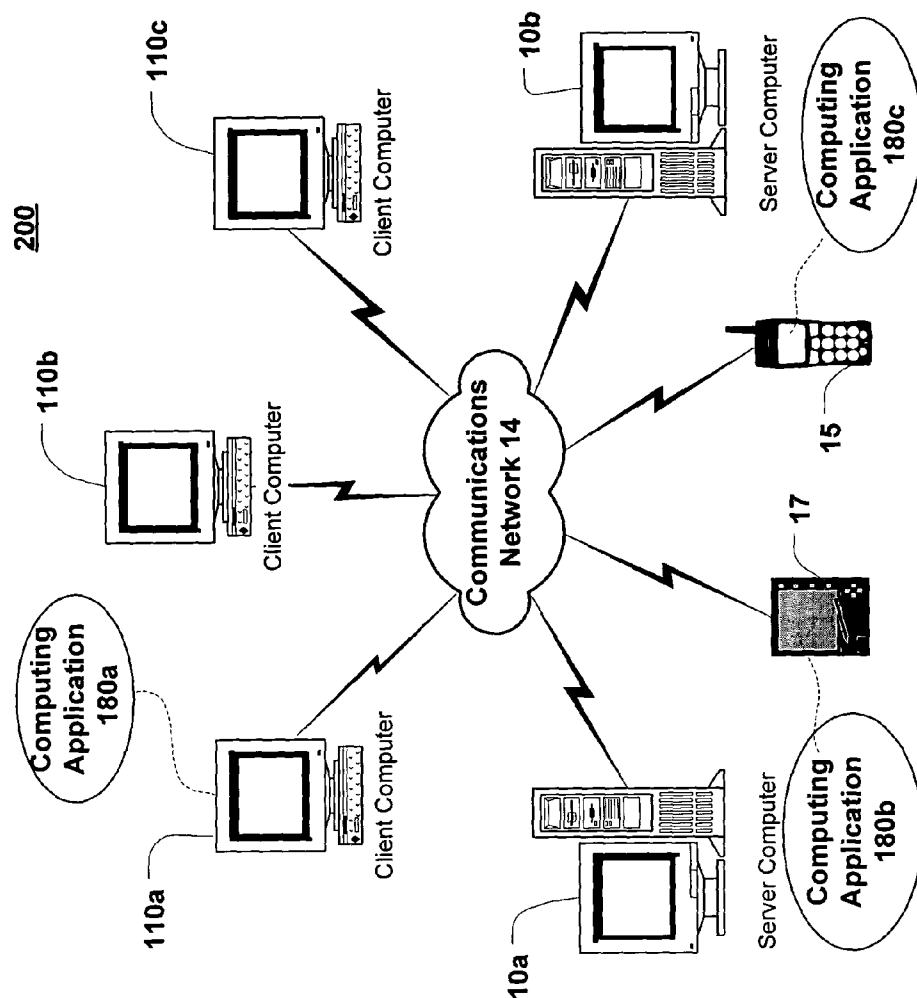 200
110a
110b
110c
Computing
Application
180a
Client Computer
Client Computer
Client Computer
Communications
Network 14
10a
17
15
10b
Server Computer
Server Computer
Computing
Application
180b
Computing
Application
180c